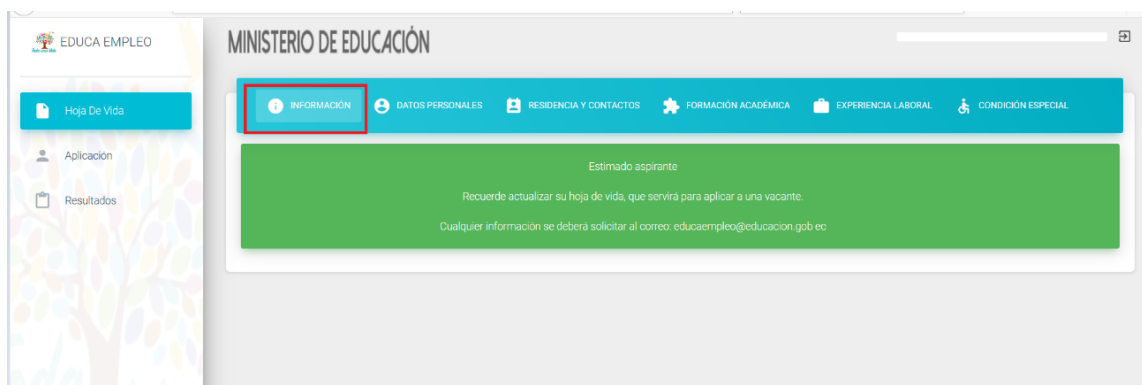 EDUCA EMPLEO
MINISTERIO DE EDUCACIÓN
Hoja De Vida
Aplicación
Resultados
INFORMACIÓN
DATOS PERSONALES
RESIDENCIA Y CONTACTOS
FORMACIÓN ACADÉMICA
EXPERIENCIA LABORAL
CONDICIÓN ESPECIAL
Estimado aspirante
Recuerde actualizar su hoja de vida, que servirá para aplicar a una vacante.
Cualquier información se deberá solicitar al correo: educaempleo@educacion.gob ec